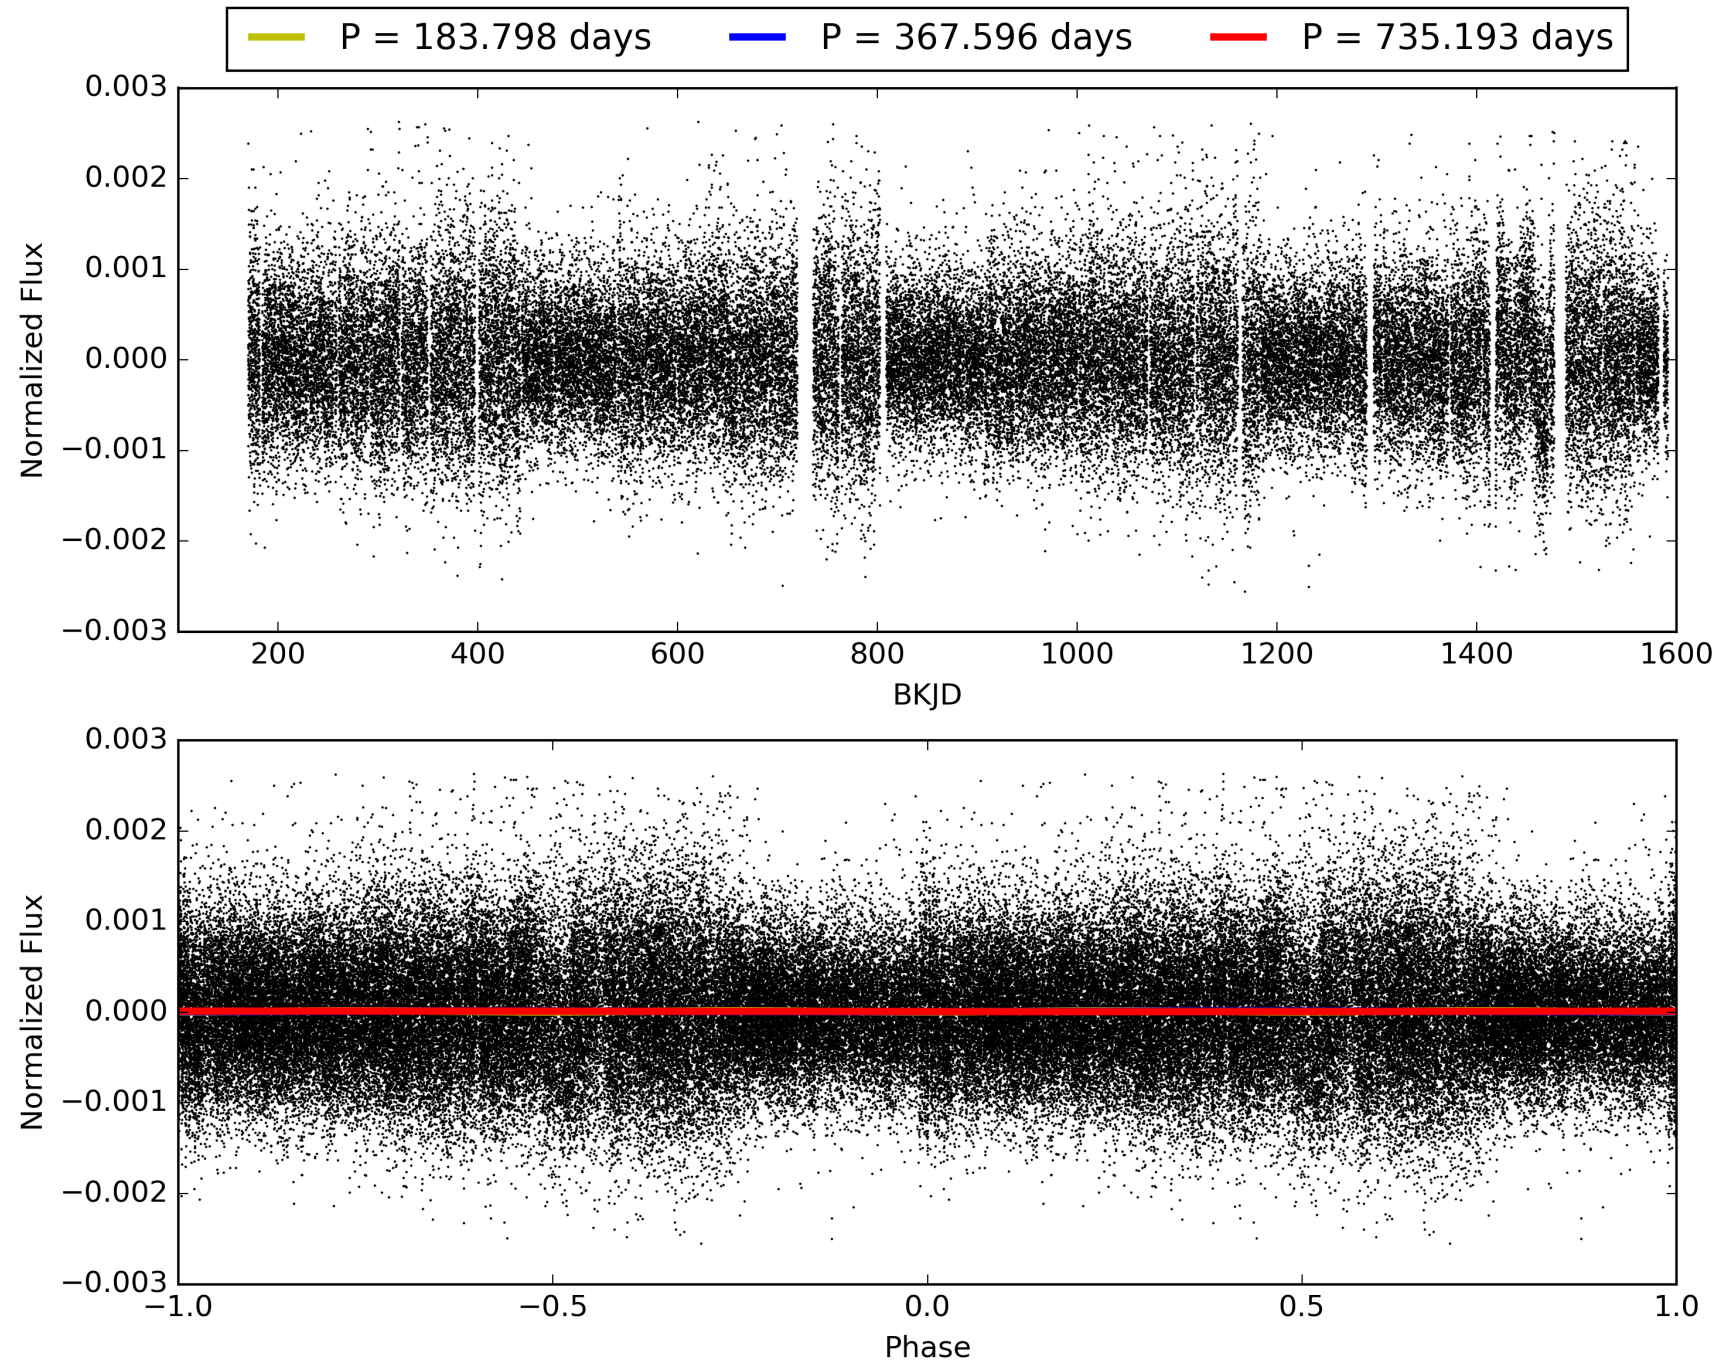 P = 183.798 days P = 367.596 days P = 735.193 days
0.003
0.002
0.001
0.000
−0.001
−0.002
−0.003
Normalized Flux
200 400 600 800 1000 1200 1400 1600
BKJD
0.003
0.002
0.001
0.000
−0.001
−0.002
−0.003
Normalized Flux
−1.0 −0.5 0.0 0.5 1.0
Phase